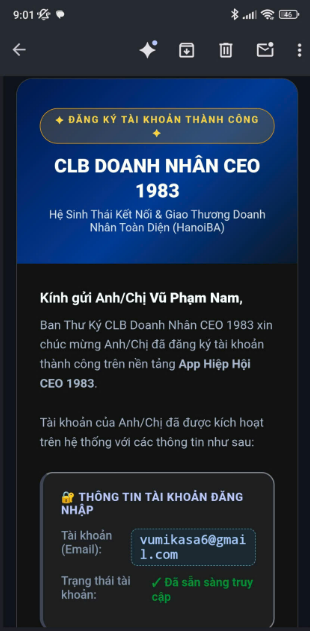 9:01
46
✦ ĐĂNG KÝ TÀI KHOẢN THÀNH CÔNG
✦
CLB DOANH NHÂN CEO
1983
Hệ Sinh Thái Kết Nối & Giao Thương Doanh
Nhân Toàn Diện (HanoiBA)
Kính gửi Anh/Chị Vũ Phạm Nam,
Ban Thư Ký CLB Doanh Nhân CEO 1983 xin
chúc mừng Anh/Chị đã đăng ký tài khoản
thành công trên nền tảng App Hiệp Hội
CEO 1983.
Tài khoản của Anh/Chị đã được kích hoạt
trên hệ thống với các thông tin như sau:
🔐 THÔNG TIN TÀI KHOẢN ĐĂNG
NHẬP
Tài khoản
(Email):
vumikasa6@gmai
l.com
Trạng thái tài
khoản:
✓ Đã sẵn sàng truy
cập